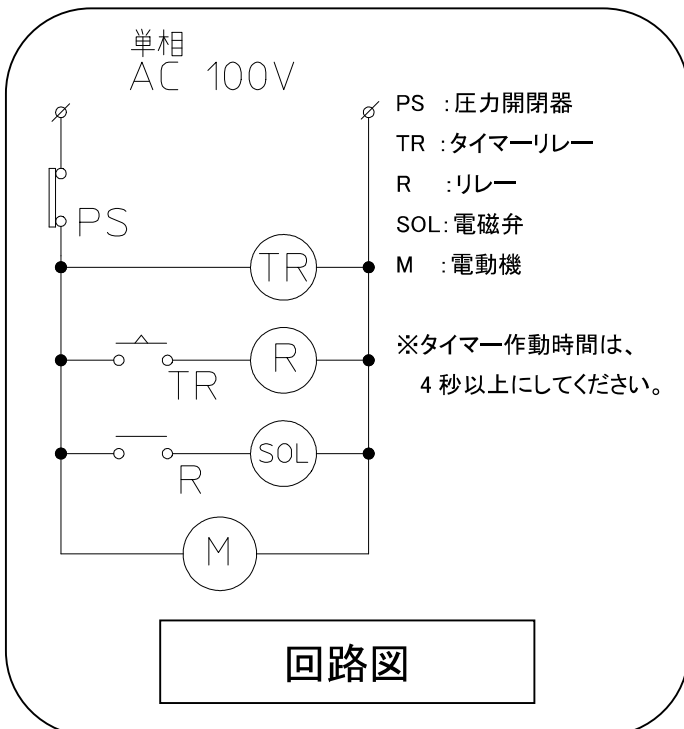 単相
AC 100V
PS :圧力開閉器
TR :タイマーリレー
R :リレー
SOL:電磁弁
M :電動機
※タイマー作動時間は、
4 秒以上にしてください。
PS
TR
TR
R
R
SOL
M
回路図